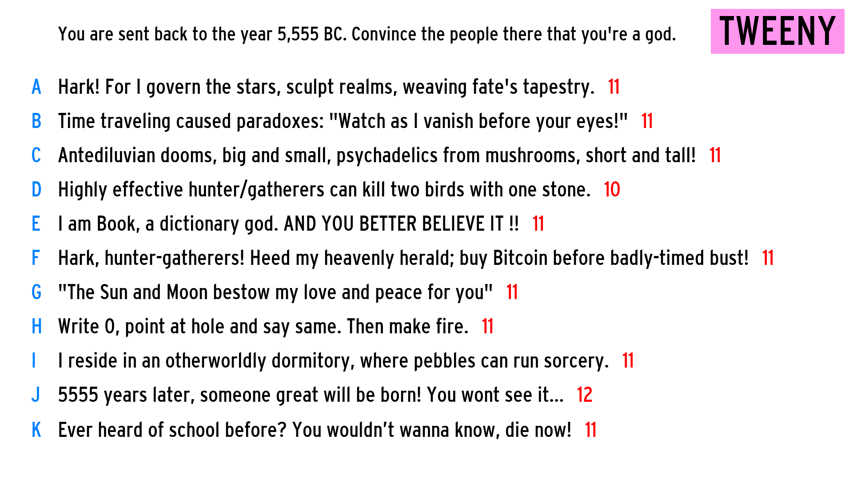 You are sent back to the year 5,555 BC. Convince the people there that you're a god.
TWEENY
A Hark! For I govern the stars, sculpt realms, weaving fate's tapestry. 11
B Time traveling caused paradoxes: "Watch as I vanish before your eyes!" 11
C Antediluvian dooms, big and small, psychadelics from mushrooms, short and tall! 11
D Highly effective hunter/gatherers can kill two birds with one stone. 10
E I am Book, a dictionary god. AND YOU BETTER BELIEVE IT !! 11
F Hark, hunter-gatherers! Heed my heavenly herald; buy Bitcoin before badly-timed bust! 11
G "The Sun and Moon bestow my love and peace for you" 11
H Write O, point at hole and say same. Then make fire. 11
I I reside in an otherworldly dormitory, where pebbles can run sorcery. 11
J 5555 years later, someone great will be born! You wont see it... 12
K Ever heard of school before? You wouldn’t wanna know, die now! 11